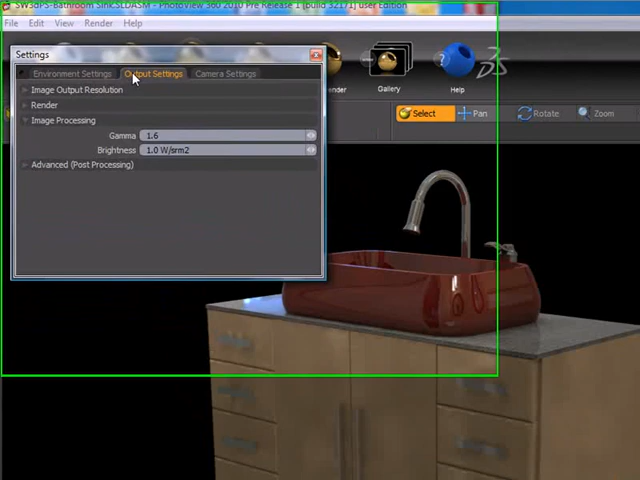 SW3dPS-Bathroom Sink.SLDASM - PhotoView 360 2010 Pre Release 1 [build 32171] user Edition
File Edit View Render Help
Settings
Environment Settings Output Settings Camera Settings
Image Output Resolution
Render
Image Processing
Gamma 1.6
Brightness 1.0 W/srm2
Advanced (Post Processing)
Gallery
Help
Select Pan Rotate Zoom